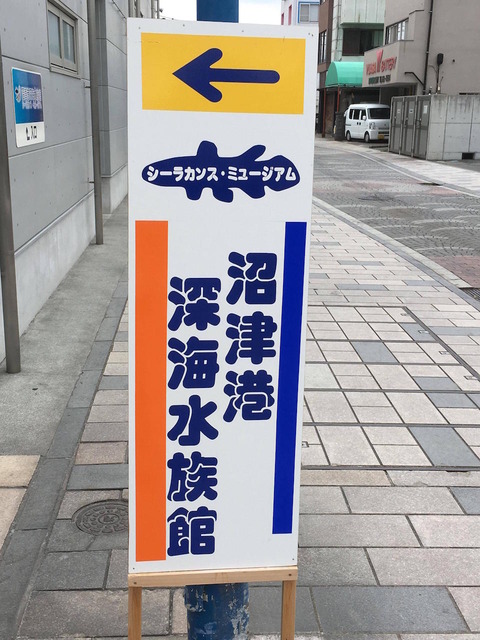 シーラカンス・ミュージアム
沼津港
深海水族館